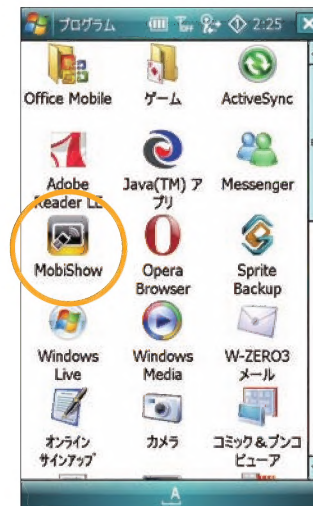 プログラム 2:25
Office Mobile ゲーム ActiveSync
Adobe Reader LE Java(TM) アプリ Messenger
MobiShow Opera Browser Sprite Backup
Windows Live Windows Media W-ZERO3 メール
オンライン サインアップ カメラ コミック&ブンコ ビューア
A